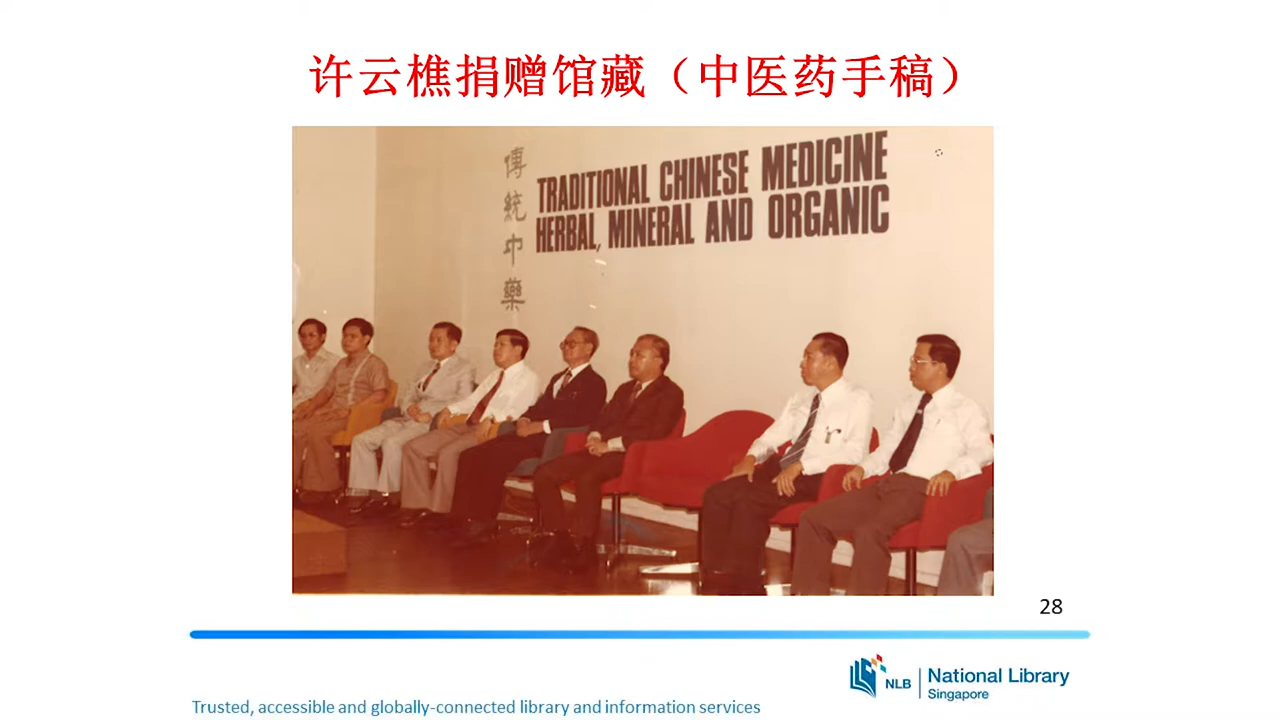 许云樵捐赠馆藏（中医药手稿）
傳統中藥
TRADITIONAL CHINESE MEDICINE
HERBAL, MINERAL AND ORGANIC
28
NLB
National Library
Singapore
Trusted, accessible and globally-connected library and information services